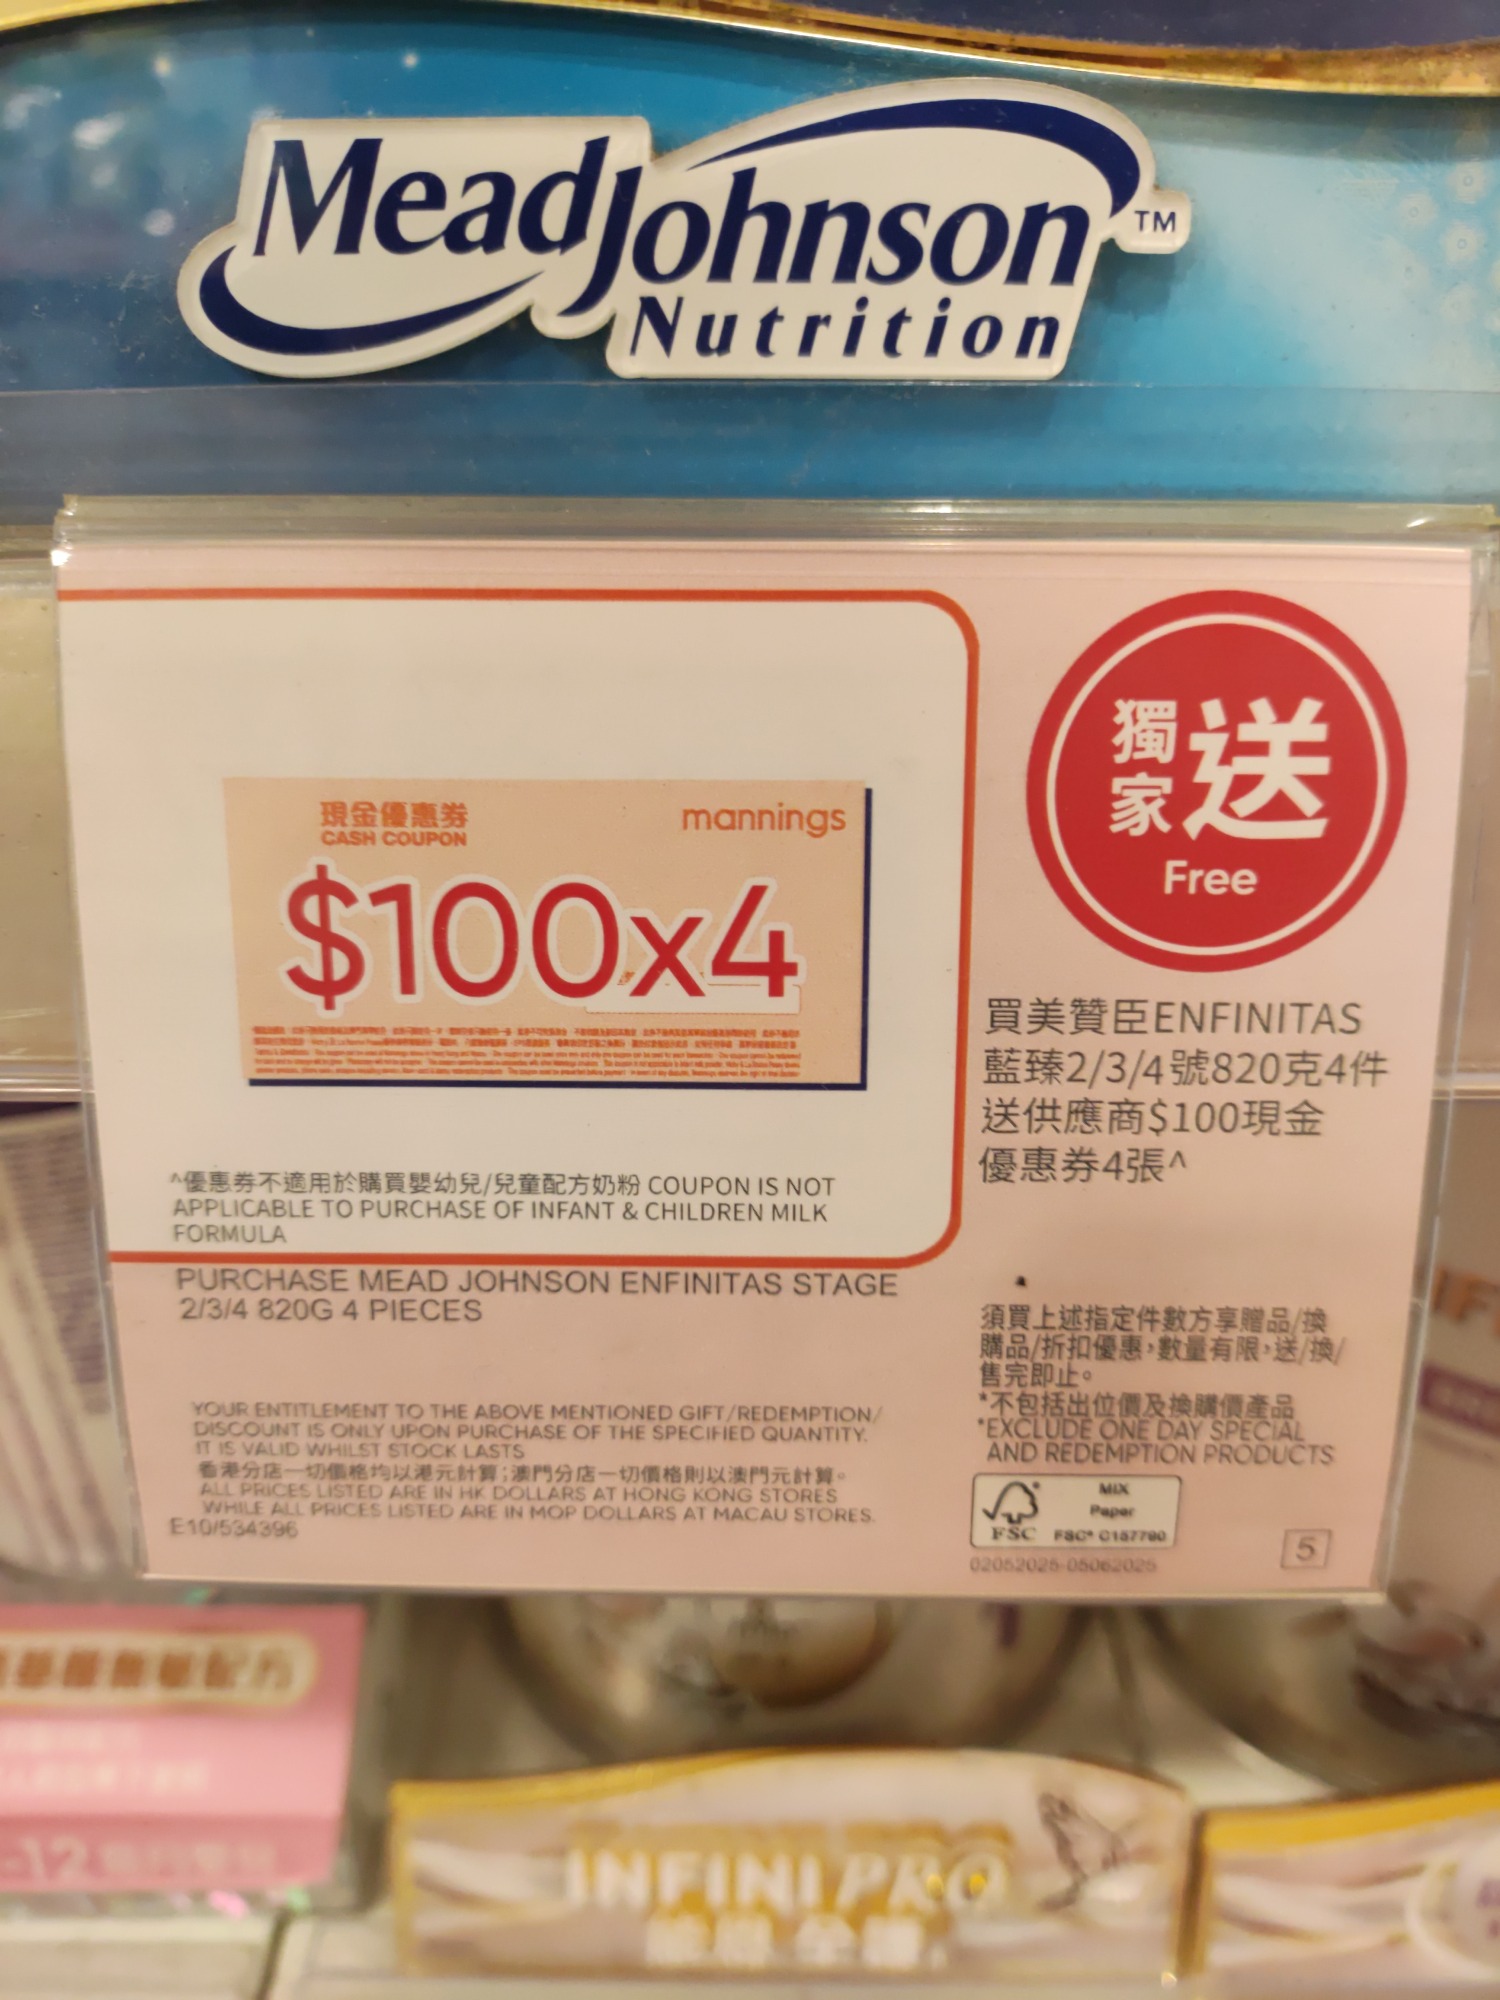 MeadJohnson™
Nutrition
獨家送
Free
現金優惠券
CASH COUPON
mannings
$100x4
^優惠券不適用於購買嬰幼兒/兒童配方奶粉 COUPON IS NOT
APPLICABLE TO PURCHASE OF INFANT & CHILDREN MILK
FORMULA
PURCHASE MEAD JOHNSON ENFINITAS STAGE
2/3/4 820G 4 PIECES
買美贊臣ENFINITAS
藍臻2/3/4號820克4件
送供應商$100現金
優惠券4張^
YOUR ENTITLEMENT TO THE ABOVE MENTIONED GIFT/REDEMPTION/
DISCOUNT IS ONLY UPON PURCHASE OF THE SPECIFIED QUANTITY.
IT IS VALID WHILST STOCK LASTS
香港分店一切價格均以港元計算;澳門分店一切價格則以澳門元計算。
ALL PRICES LISTED ARE IN HK DOLLARS AT HONG KONG STORES
WHILE ALL PRICES LISTED ARE IN MOP DOLLARS AT MACAU STORES.
E10/534396
須買上述指定件數方享贈品/換
購品/折扣優惠,數量有限,送/換/
售完即止。
*不包括出位價及換購價產品
*EXCLUDE ONE DAY SPECIAL
AND REDEMPTION PRODUCTS
FSC
MIX
Paper
FSC® C157790
02052025-05062025
5
-12
INFINI PRO